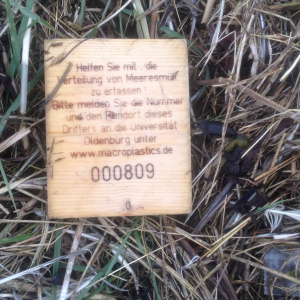 Helfen Sie mit, die
Verteilung von Meeresmüll
zu erfassen!
Bitte melden Sie die Nummer
und den Fundort dieses
Drifters an die Universität
Oldenburg unter
www.macroplastics.de
000809
0